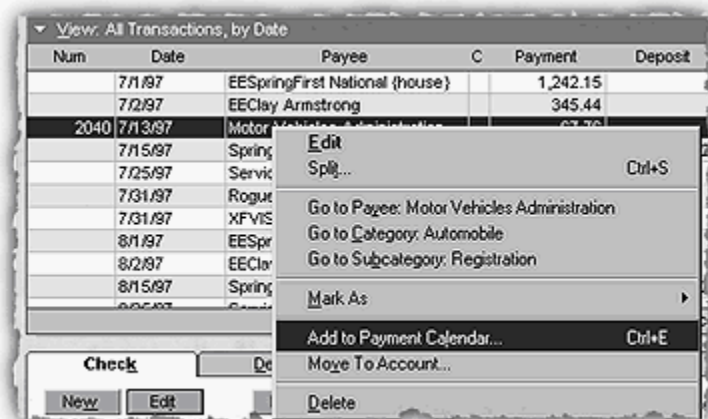 View: All Transactions, by Date
Num Date Payee C Payment Deposit
7/1/97 EESpringFirst National {house} 1,242.15
7/2/97 EEClay Armstrong 345.44
2040 7/13/97 Motor Vehicles Administration 67.76
7/15/97 Spring
7/25/97 Servic
7/31/97 Rogue
7/31/97 XFVIS
8/1/97 EESpr
8/2/97 EECla
8/15/97 Spring
Edit
Split... Ctrl+S
Go to Payee: Motor Vehicles Administration
Go to Category: Automobile
Go to Subcategory: Registration
Mark As
Add to Payment Calendar... Ctrl+E
Move To Account...
Delete
Check De
New Edit